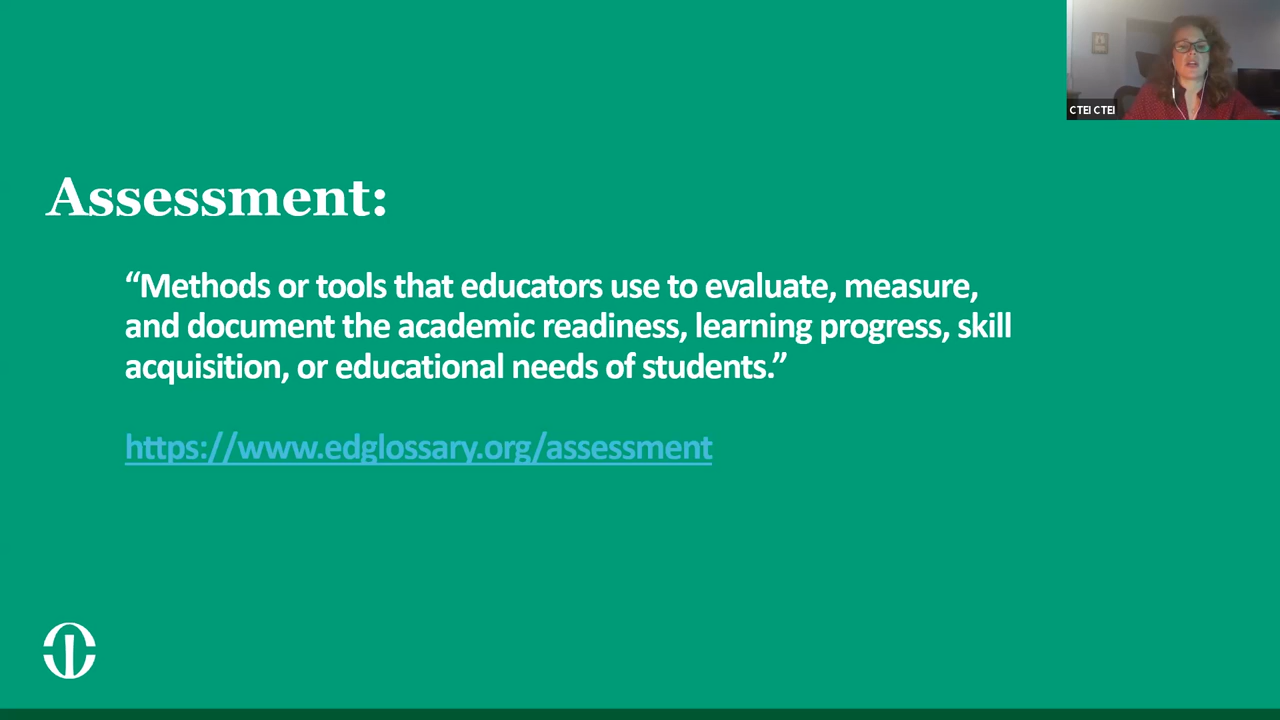 CTEI CTEI
Assessment:
“Methods or tools that educators use to evaluate, measure,
and document the academic readiness, learning progress, skill
acquisition, or educational needs of students.”
https://www.edglossary.org/assessment